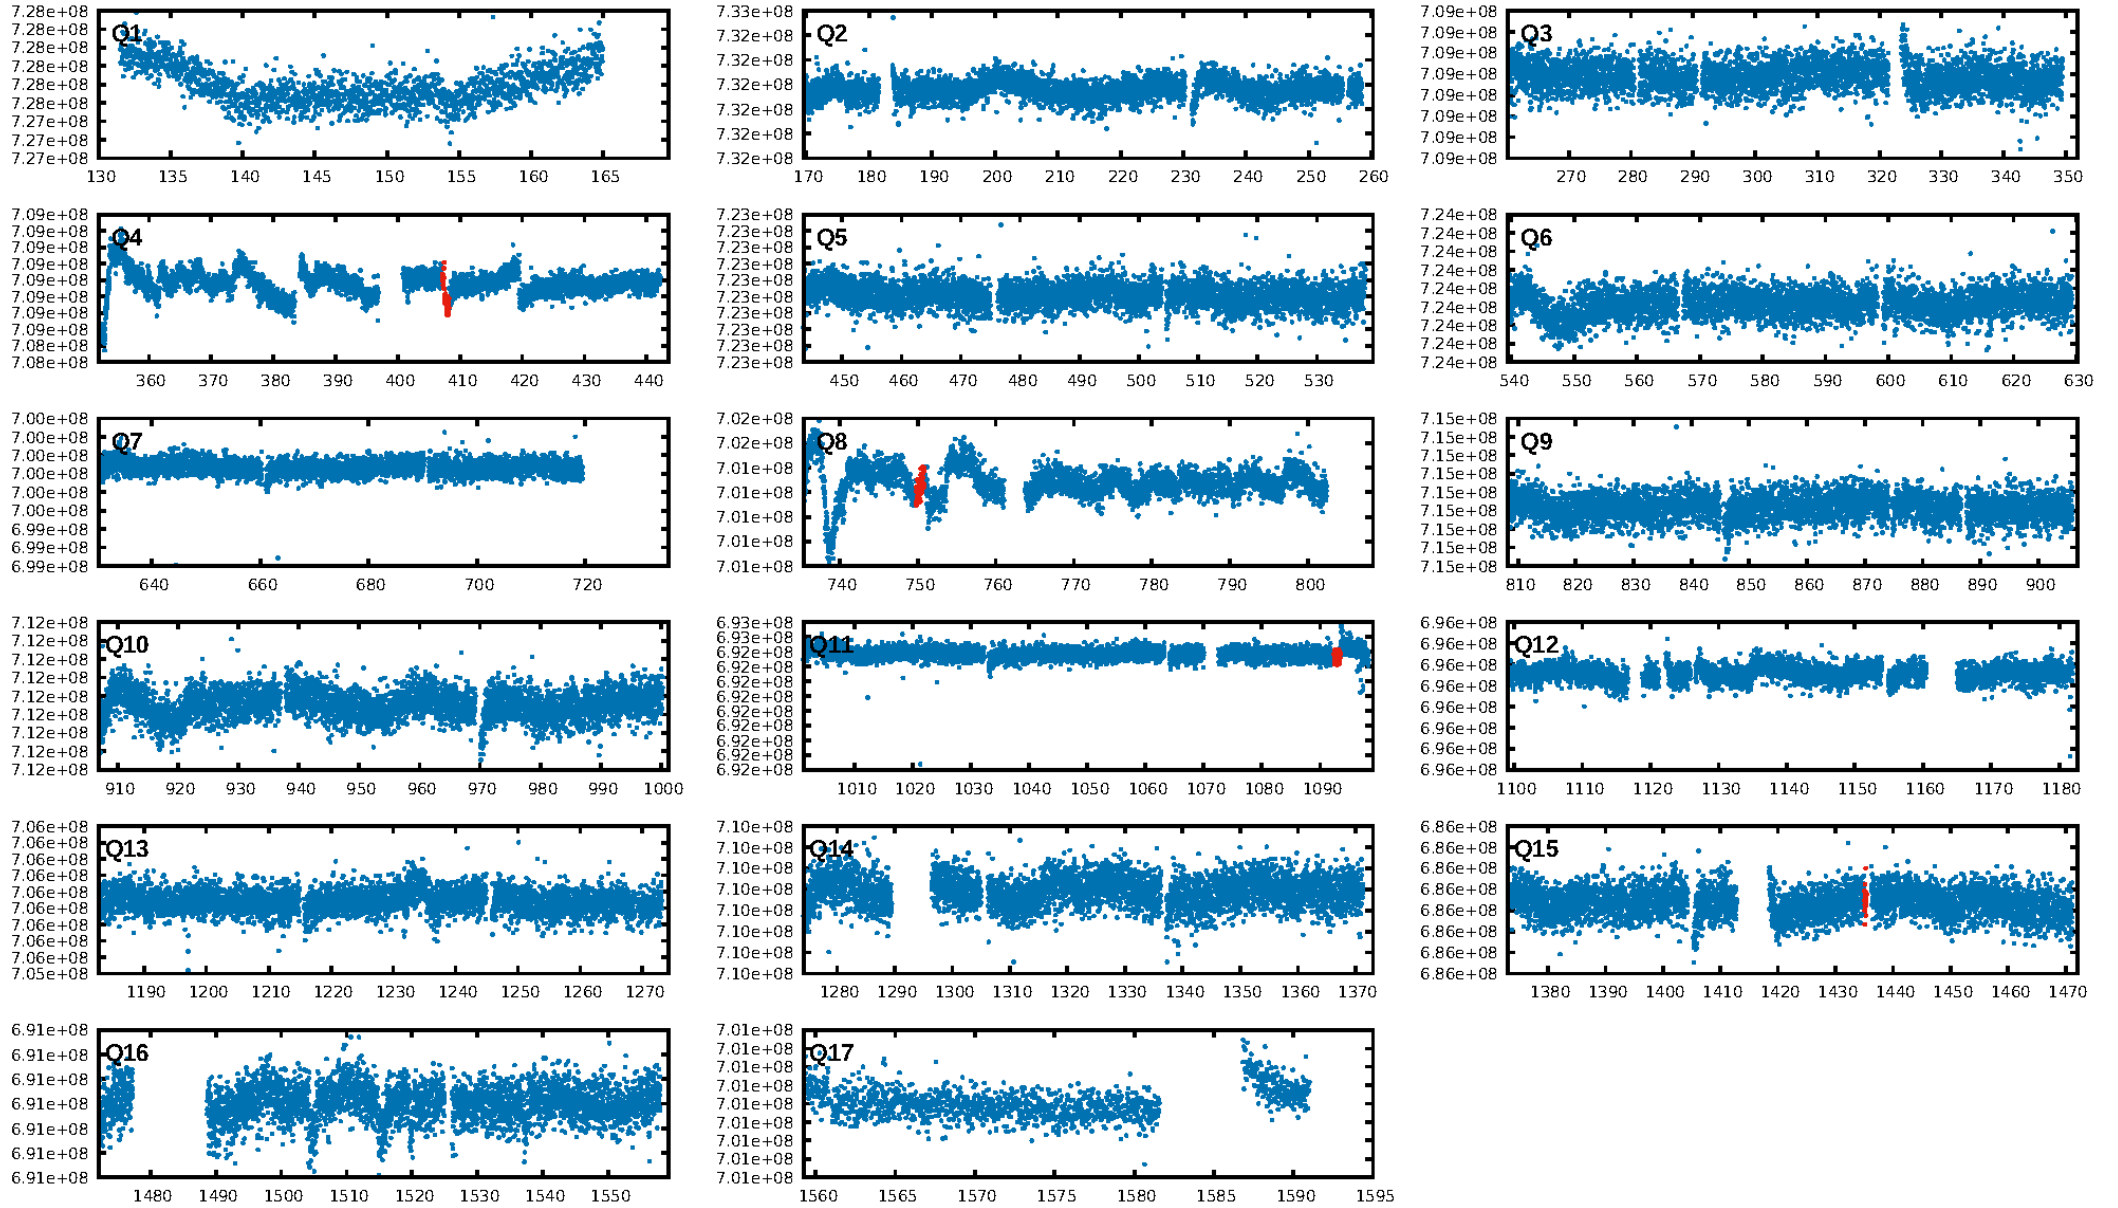 Q1
7.28e+08
7.28e+08
7.28e+08
7.28e+08
7.28e+08
7.28e+08
7.27e+08
7.27e+08
7.27e+08
130 135 140 145 150 155 160 165
Q2
7.33e+08
7.32e+08
7.32e+08
7.32e+08
7.32e+08
7.32e+08
7.32e+08
170 180 190 200 210 220 230 240 250 260
Q3
7.09e+08
7.09e+08
7.09e+08
7.09e+08
7.09e+08
7.09e+08
7.09e+08
7.09e+08
270 280 290 300 310 320 330 340 350
Q4
7.09e+08
7.09e+08
7.09e+08
7.09e+08
7.09e+08
7.09e+08
7.09e+08
7.09e+08
7.08e+08
7.08e+08
360 370 380 390 400 410 420 430 440
Q5
7.23e+08
7.23e+08
7.23e+08
7.23e+08
7.23e+08
7.23e+08
7.23e+08
7.23e+08
7.23e+08
7.23e+08
450 460 470 480 490 500 510 520 530
Q6
7.24e+08
7.24e+08
7.24e+08
7.24e+08
7.24e+08
7.24e+08
7.24e+08
7.24e+08
7.24e+08
540 550 560 570 580 590 600 610 620 630
Q7
7.00e+08
7.00e+08
7.00e+08
7.00e+08
7.00e+08
7.00e+08
6.99e+08
6.99e+08
6.99e+08
640 660 680 700 720
Q8
7.02e+08
7.02e+08
7.01e+08
7.01e+08
7.01e+08
7.01e+08
7.01e+08
740 750 760 770 780 790 800
Q9
7.15e+08
7.15e+08
7.15e+08
7.15e+08
7.15e+08
7.15e+08
7.15e+08
7.15e+08
7.15e+08
810 820 830 840 850 860 870 880 890 900
Q10
7.12e+08
7.12e+08
7.12e+08
7.12e+08
7.12e+08
7.12e+08
7.12e+08
7.12e+08
7.12e+08
910 920 930 940 950 960 970 980 990 1000
Q11
6.93e+08
6.93e+08
6.92e+08
6.92e+08
6.92e+08
6.92e+08
6.92e+08
6.92e+08
6.92e+08
6.92e+08
6.92e+08
1010 1020 1030 1040 1050 1060 1070 1080 1090
Q12
6.96e+08
6.96e+08
6.96e+08
6.96e+08
6.96e+08
6.96e+08
6.96e+08
6.96e+08
1100 1110 1120 1130 1140 1150 1160 1170 1180
Q13
7.06e+08
7.06e+08
7.06e+08
7.06e+08
7.06e+08
7.06e+08
7.06e+08
7.06e+08
7.06e+08
7.05e+08
1190 1200 1210 1220 1230 1240 1250 1260 1270
Q14
7.10e+08
7.10e+08
7.10e+08
7.10e+08
7.10e+08
7.10e+08
7.10e+08
7.10e+08
1280 1290 1300 1310 1320 1330 1340 1350 1360 1370
Q15
6.86e+08
6.86e+08
6.86e+08
6.86e+08
6.86e+08
6.86e+08
6.86e+08
6.86e+08
1380 1390 1400 1410 1420 1430 1440 1450 1460 1470
Q16
6.91e+08
6.91e+08
6.91e+08
6.91e+08
6.91e+08
6.91e+08
6.91e+08
1480 1490 1500 1510 1520 1530 1540 1550
Q17
7.01e+08
7.01e+08
7.01e+08
7.01e+08
7.01e+08
7.01e+08
7.01e+08
7.01e+08
7.01e+08
1560 1565 1570 1575 1580 1585 1590 1595